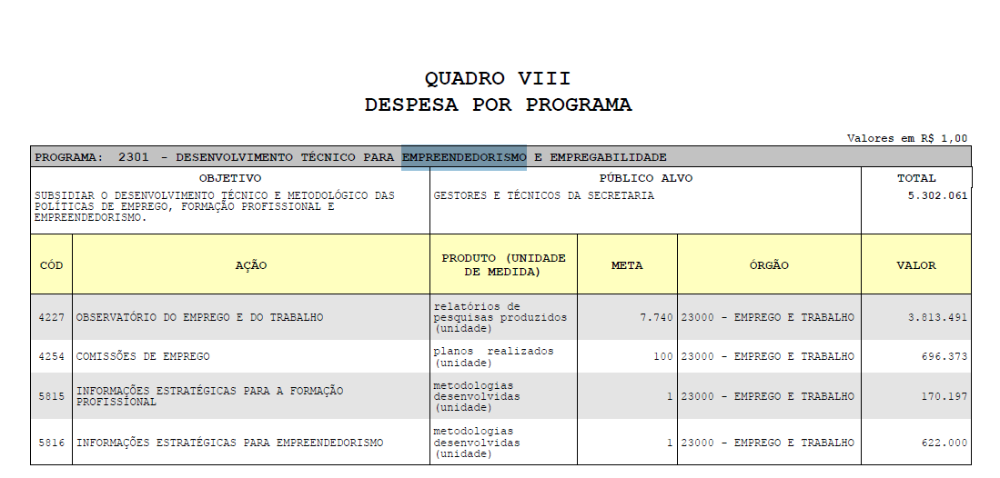 QUADRO VIII
DESPESA POR PROGRAMA
Valores em R$ 1,00
PROGRAMA: 2301 - DESENVOLVIMENTO TÉCNICO PARA EMPREENDEDORISMO E EMPREGABILIDADE
OBJETIVO PÚBLICO ALVO TOTAL
SUBSIDIAR O DESENVOLVIMENTO TÉCNICO E METODOLÓGICO DAS GESTORES E TÉCNICOS DA SECRETARIA 5.302.061
POLÍTICAS DE EMPREGO, FORMAÇÃO PROFISSIONAL E
EMPREENDEDORISMO.
CÓD AÇÃO PRODUTO (UNIDADE META ÓRGÃO VALOR
DE MEDIDA)
relatórios de
4227 OBSERVATÓRIO DO EMPREGO E DO TRABALHO pesquisas produzidos 7.740 23000 - EMPREGO E TRABALHO 3.813.491
(unidade)
planos realizados
4254 COMISSÕES DE EMPREGO 100 23000 - EMPREGO E TRABALHO 696.373
(unidade)
metodologias
INFORMAÇÕES ESTRATÉGICAS PARA A FORMAÇÃO
5815 desenvolvidas 1 23000 - EMPREGO E TRABALHO 170.197
PROFISSIONAL
(unidade)
metodologias
5816 INFORMAÇÕES ESTRATÉGICAS PARA EMPREENDEDORISMO desenvolvidas 1 23000 - EMPREGO E TRABALHO 622.000
(unidade)